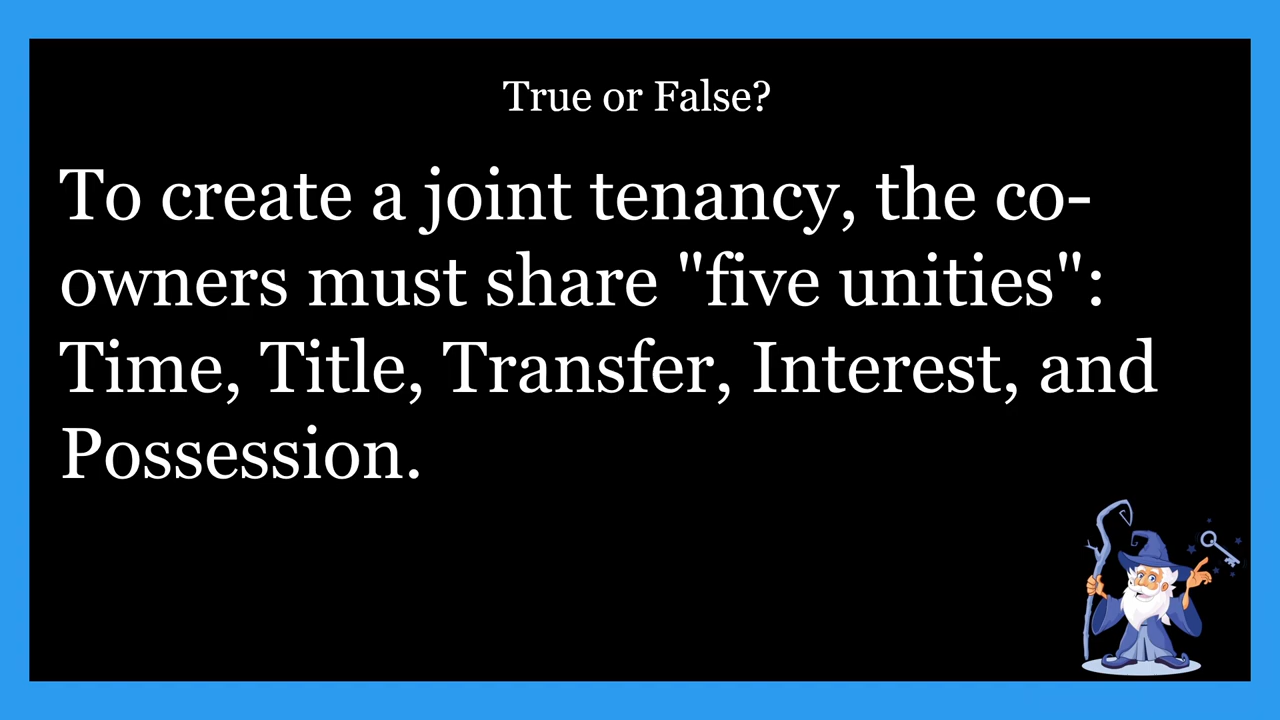 True or False?
To create a joint tenancy, the co-
owners must share "five unities":
Time, Title, Transfer, Interest, and
Possession.